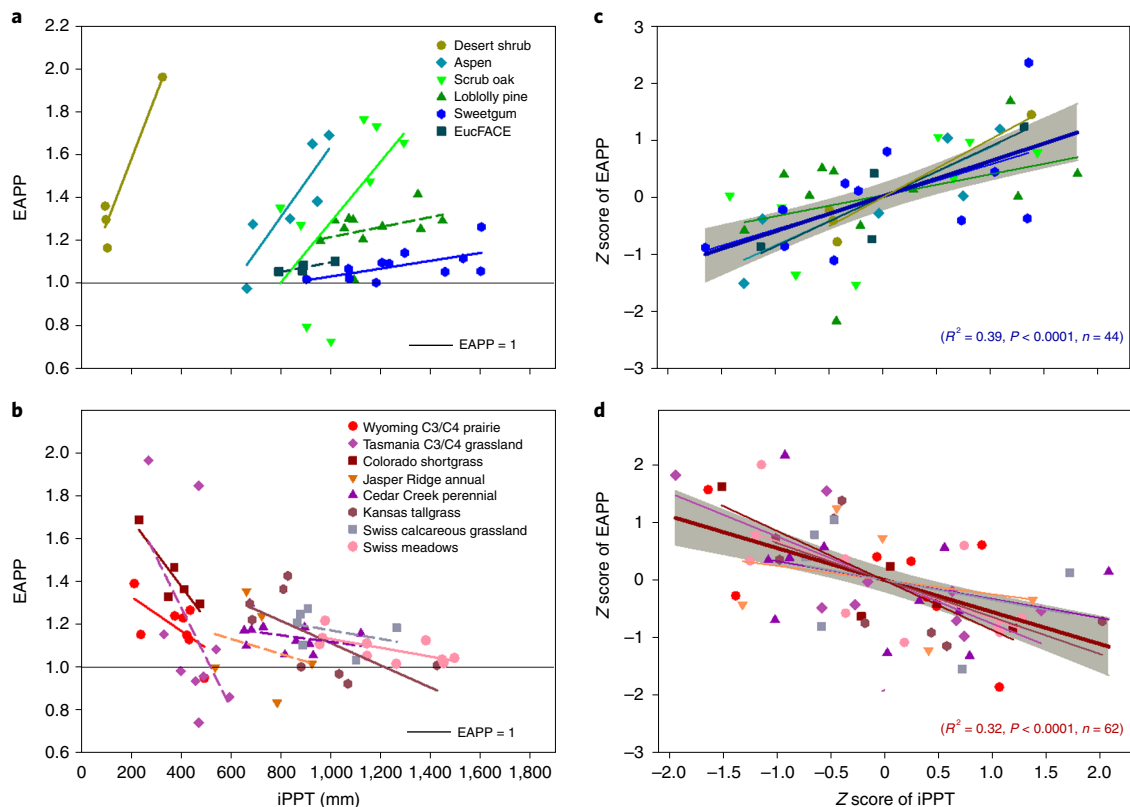 a
2.2
2.0
1.8
1.6
1.4
1.2
1.0
0.8
0.6
EAPP
Desert shrub
Aspen
Scrub oak
Loblolly pine
Sweetgum
EucFACE
EAPP = 1
c
3
2
1
0
−1
−2
−3
Z score of EAPP
(R² = 0.39, P < 0.0001, n = 44)
b
2.0
1.8
1.6
1.4
1.2
1.0
0.8
0.6
EAPP
Wyoming C3/C4 prairie
Tasmania C3/C4 grassland
Colorado shortgrass
Jasper Ridge annual
Cedar Creek perennial
Kansas tallgrass
Swiss calcareous grassland
Swiss meadows
EAPP = 1
0 200 400 600 800 1,000 1,200 1,400 1,600 1,800
iPPT (mm)
d
2
1
0
−1
−2
−3
Z score of EAPP
(R² = 0.32, P < 0.0001, n = 62)
−2.0 −1.5 −1.0 −0.5 0 0.5 1.0 1.5 2.0
Z score of iPPT